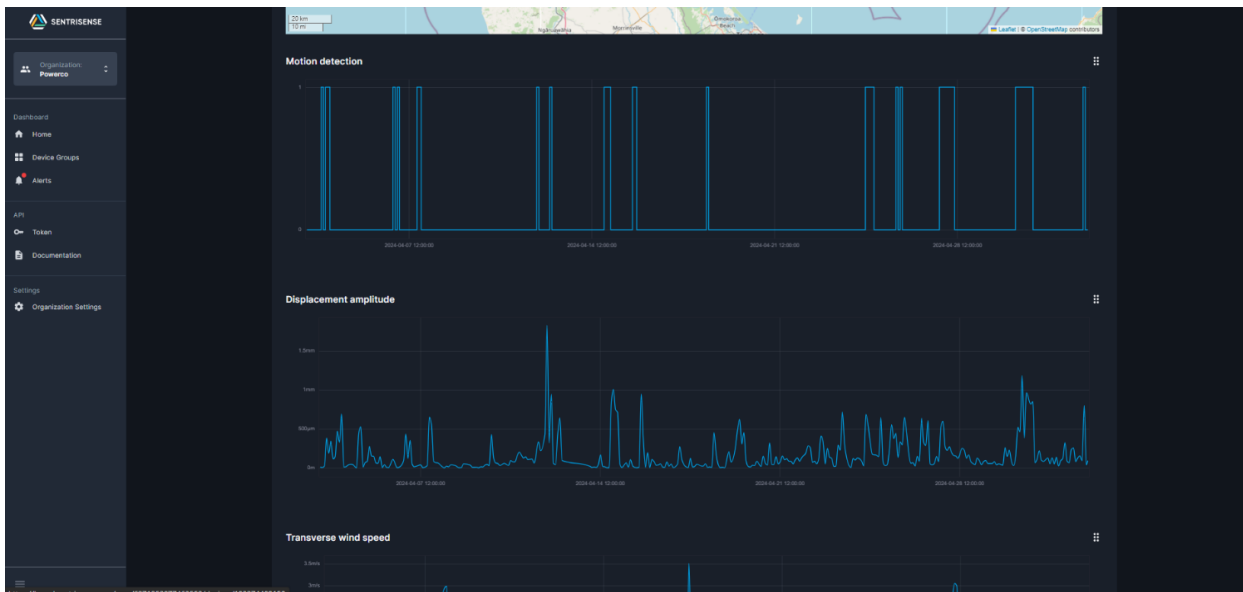 SENTRISENSE
Organization
Powerco
Dashboard
Home
Device Groups
Alerts
API
Token
Documentation
Settings
Organization Settings
20 km
10 m
Beach
Leaflet | © OpenStreetMap contributors
Motion detection
1
0
2024-04-07 12:00:00
2024-04-14 12:00:00
2024-04-21 12:00:00
2024-04-28 12:00:00
Displacement amplitude
1.5mm
1mm
500µm
0m
2024-04-07 12:00:00
2024-04-14 12:00:00
2024-04-21 12:00:00
2024-04-28 12:00:00
Transverse wind speed
3.5m/s
3m/s